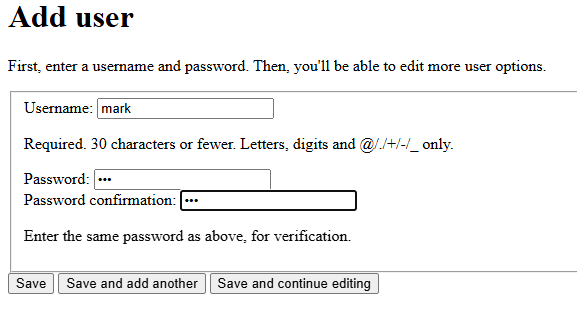 Add user
First, enter a username and password. Then, you'll be able to edit more user options.
Username: mark
Required. 30 characters or fewer. Letters, digits and @/./+/-/_ only.
Password: •••
Password confirmation: •••
Enter the same password as above, for verification.
Save Save and add another Save and continue editing